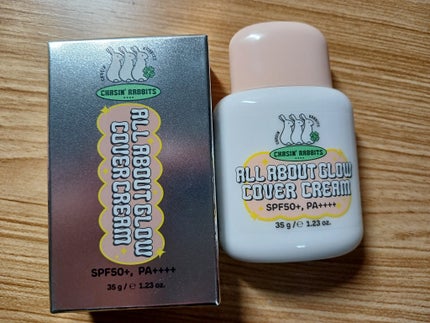 CHASIN' RABBITS
ALL ABOUT GLOW
COVER CREAM
SPF50+, PA++++
35 g / ℮ 1.23 oz.
CHASIN' RABBITS
ALL ABOUT GLOW
COVER CREAM
SPF50+, PA++++
35 g / ℮ 1.23 oz.